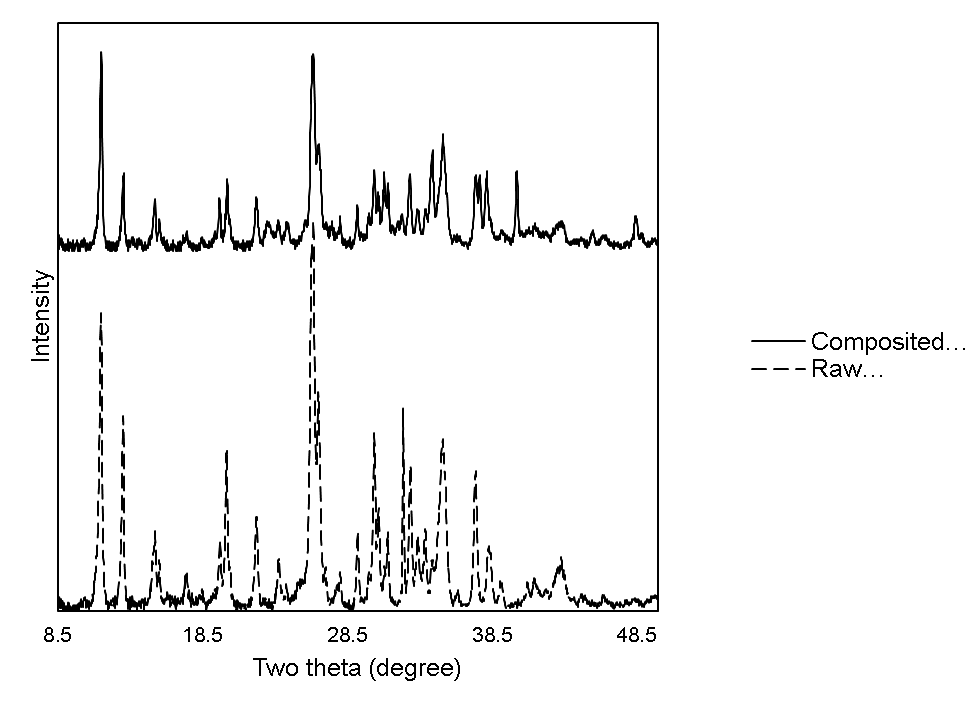 Intensity
8.5 18.5 28.5 38.5 48.5
Two theta (degree)
Composited…
Raw…